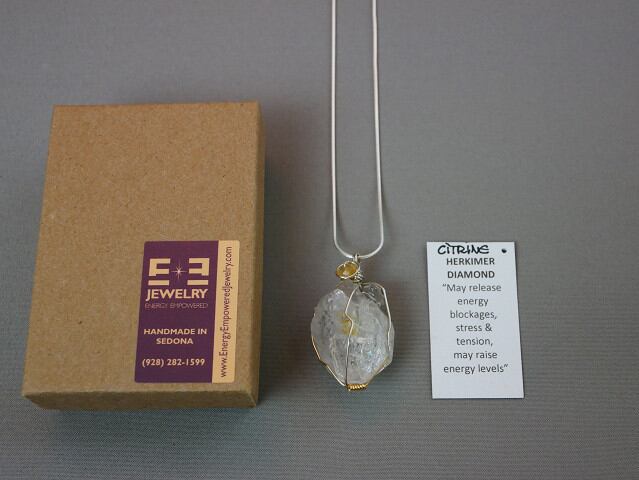 E E
JEWELRY
ENERGY EMPOWERED
HANDMADE IN
SEDONA
(928) 282-1599
www.EnergyEmpoweredJewelry.com
CITRINE
HERKIMER
DIAMOND
"May release
energy
blockages,
stress &
tension,
may raise
energy levels"